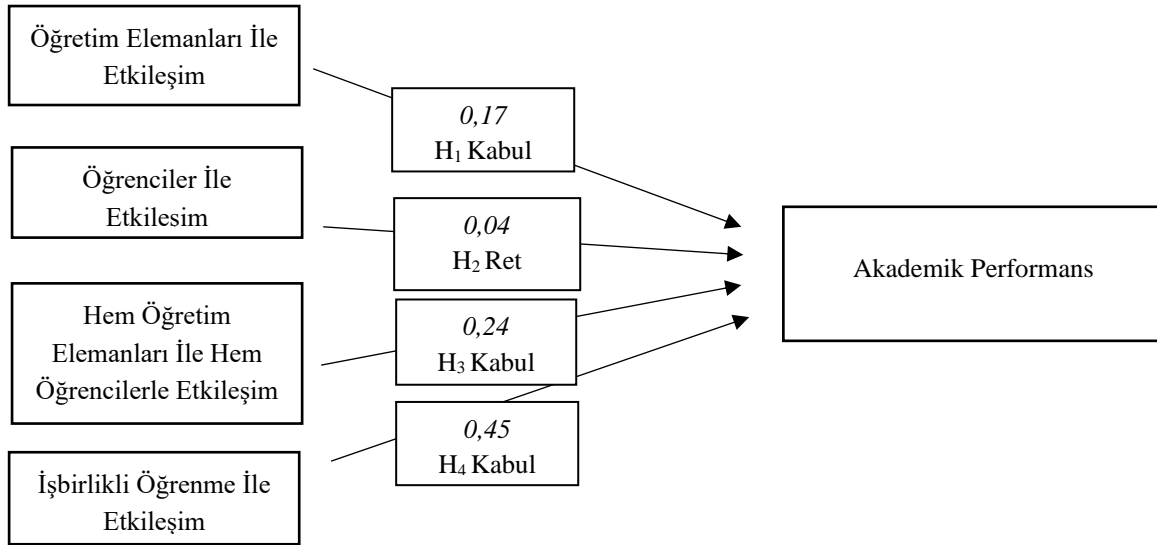 Öğretim Elemanları İle
Etkileşim
0,17
H₁ Kabul
Öğrenciler İle
Etkilesim
0,04
H₂ Ret
Akademik Performans
Hem Öğretim
Elemanları İle Hem
Öğrencilerle Etkileşim
0,24
H₃ Kabul
0,45
H₄ Kabul
İşbirlikli Öğrenme İle
Etkileşim